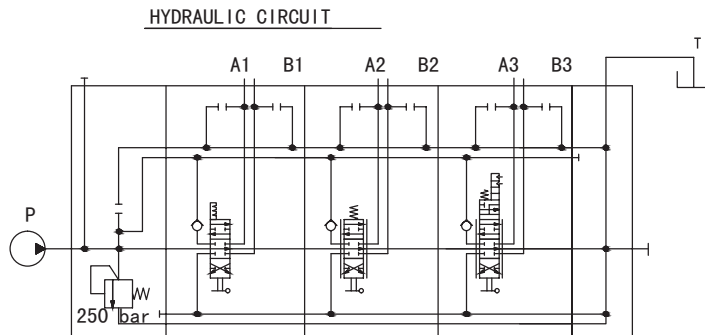 HYDRAULIC CIRCUIT
T
A1 B1 A2 B2 A3 B3
P
250 bar